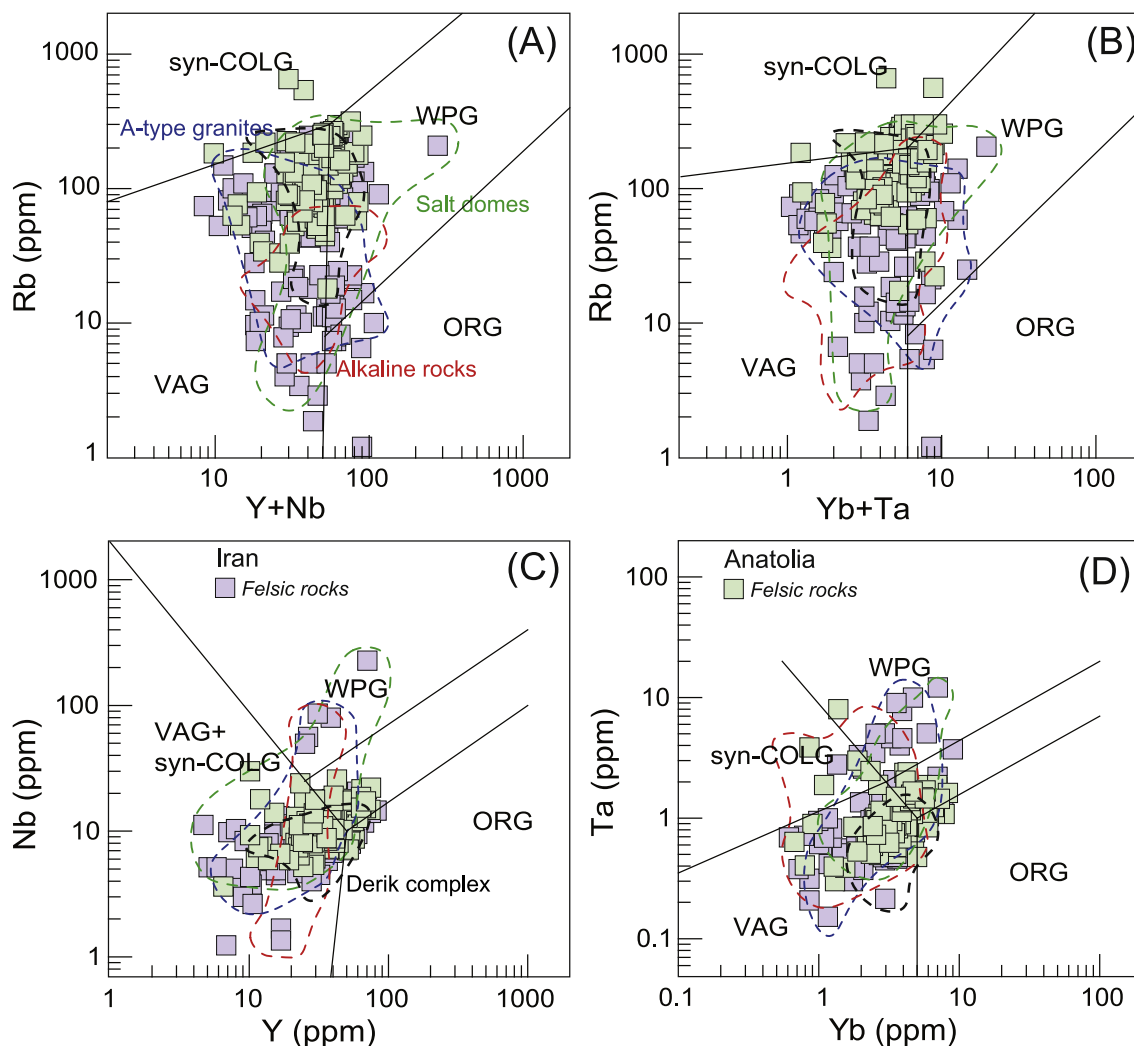 (A)
syn-COLG
WPG
A-type granites
Salt domes
ORG
Alkaline rocks
VAG
1000
100
10
1
Rb (ppm)
10
100
1000
Y+Nb
(B)
syn-COLG
WPG
ORG
VAG
1000
100
10
1
Rb (ppm)
1
10
100
Yb+Ta
(C)
Iran
Felsic rocks
WPG
VAG+
syn-COLG
ORG
Derik complex
1000
100
10
1
Nb (ppm)
1
10
100
1000
Y (ppm)
(D)
Anatolia
Felsic rocks
WPG
syn-COLG
ORG
VAG
100
10
1
0.1
Ta (ppm)
0.1
1
10
100
Yb (ppm)